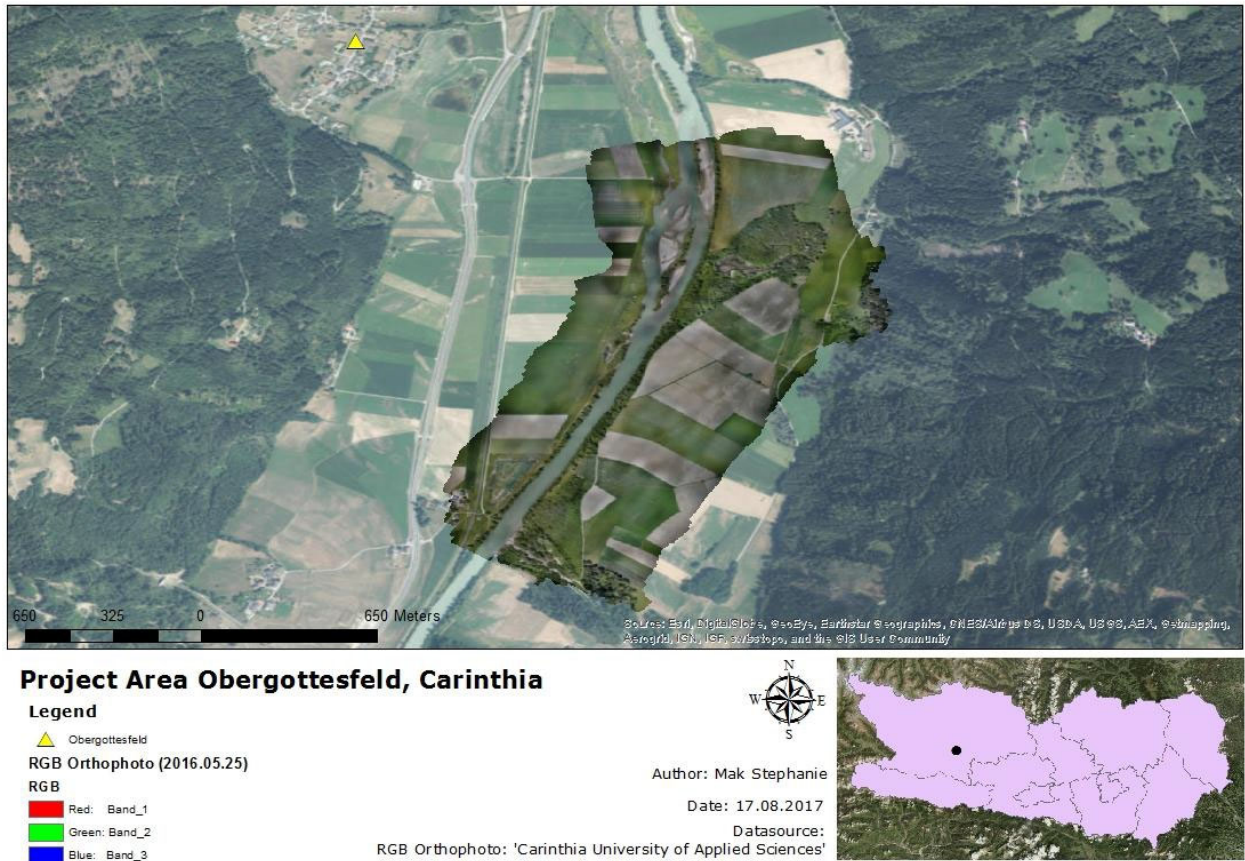 650 325 0 650 Meters
Source: Esri, DigitalGlobe, GeoEye, Earthstar Geographics, CNES/Airbus DS, USDA, USGS, AEX, Getmapping,
Aerogrid, IGN, IGP, swisstopo, and the GIS User Community
Project Area Obergottesfeld, Carinthia
Legend
Obergottesfeld
RGB Orthophoto (2016.05.25)
RGB
Red: Band_1
Green: Band_2
Blue: Band_3
N
W E
S
Author: Mak Stephanie
Date: 17.08.2017
Datasource:
RGB Orthophoto: 'Carinthia University of Applied Sciences'